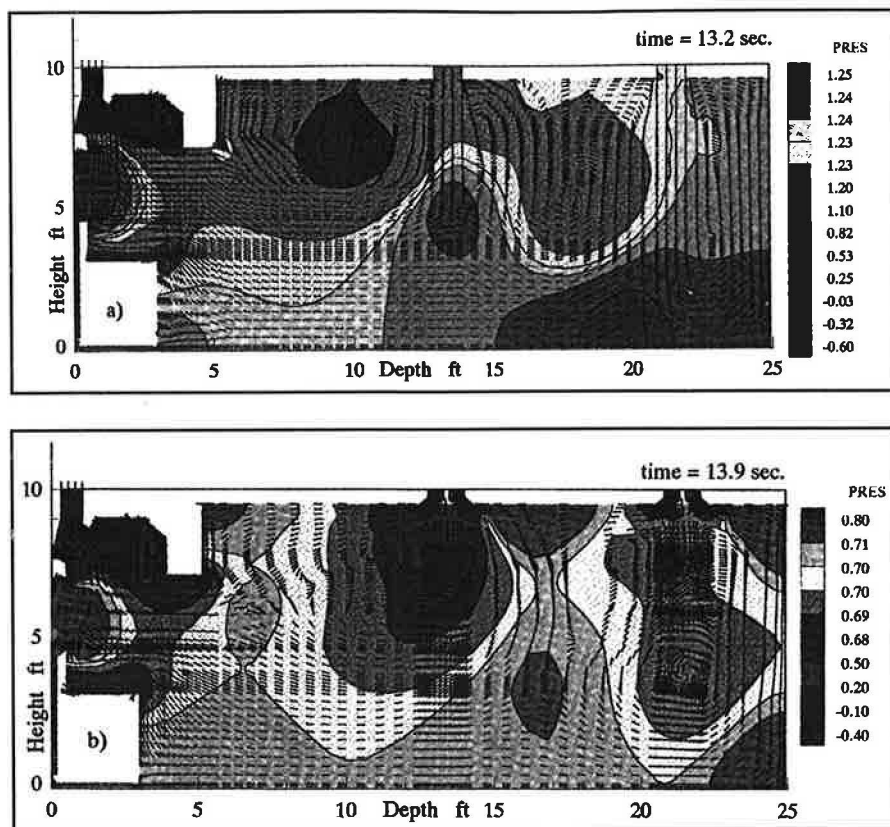 time = 13.2 sec.
PRES
1.25
1.24
1.24
1.23
1.23
1.20
1.10
0.82
0.53
0.25
-0.03
-0.32
-0.60
10
5
0
Height ft
a)
0 5 10 Depth ft 15 20 25
time = 13.9 sec.
PRES
0.80
0.71
0.70
0.70
0.69
0.68
0.50
0.20
-0.10
-0.40
10
5
0
Height ft
b)
0 5 10 Depth ft 15 20 25